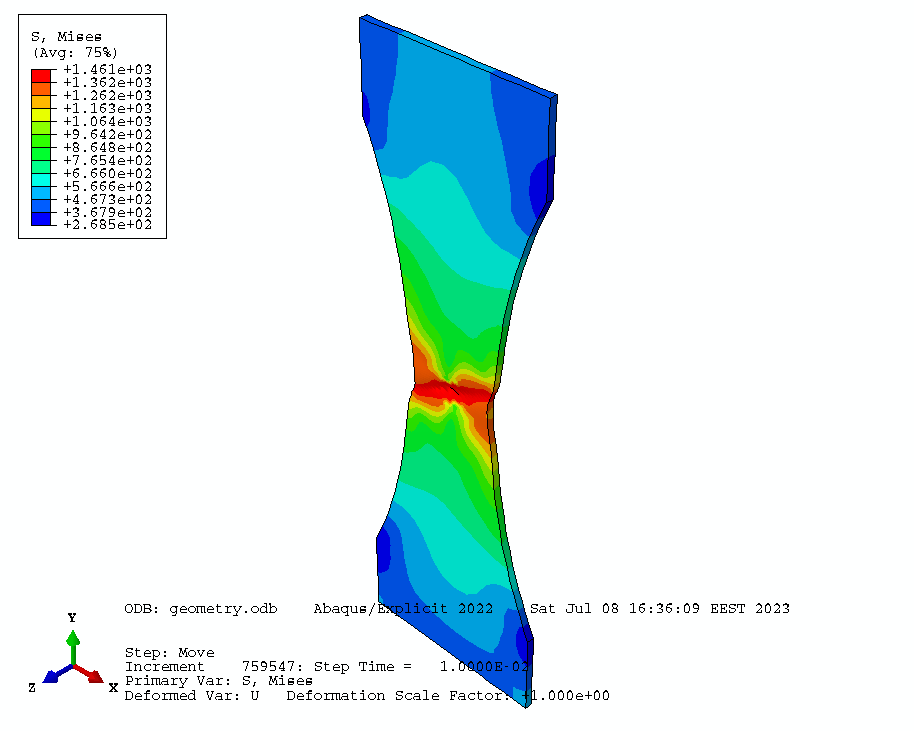 S, Mises
(Avg: 75%)
+1.461e+03
+1.362e+03
+1.262e+03
+1.163e+03
+1.064e+03
+9.642e+02
+8.648e+02
+7.654e+02
+6.660e+02
+5.666e+02
+4.673e+02
+3.679e+02
+2.685e+02
ODB: geometry.odb Abaqus/Explicit 2022 Sat Jul 08 16:36:09 EEST 2023
Y
Z
X
Step: Move
Increment 759547: Step Time = 1.0000E-02
Primary Var: S, Mises
Deformed Var: U Deformation Scale Factor: +1.000e+00